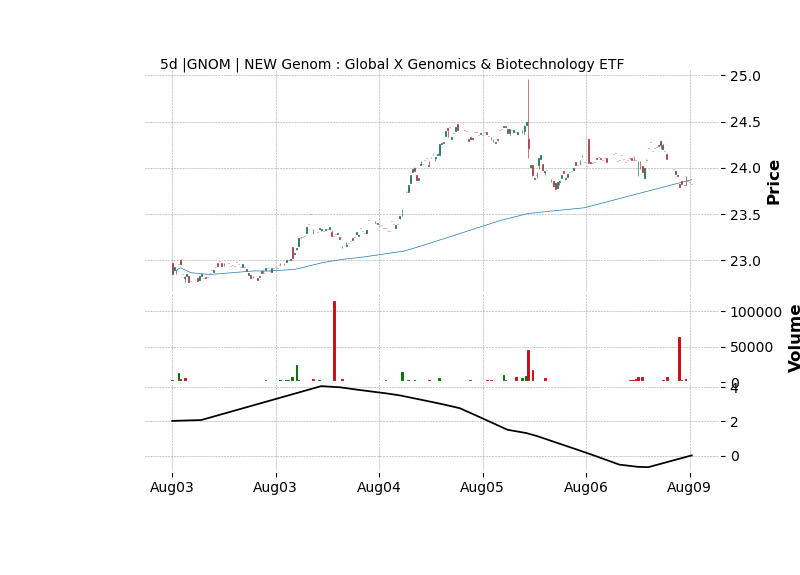 5d |GNOM | NEW Genom : Global X Genomics & Biotechnology ETF
25.0
24.5
24.0
23.5
23.0
Price
100000
50000
0
Volume
4
2
0
Aug03 Aug03 Aug04 Aug05 Aug06 Aug09